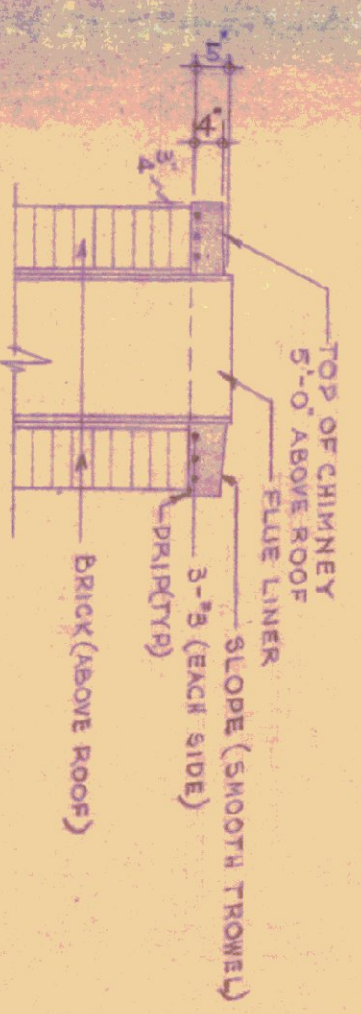 5"
4"
3"
4
TOP OF CHIMNEY
5'-0" ABOVE ROOF
FLUE LINER
SLOPE (SMOOTH TROWEL)
3-#3 (EACH SIDE)
DRIP(TYP)
BRICK (ABOVE ROOF)